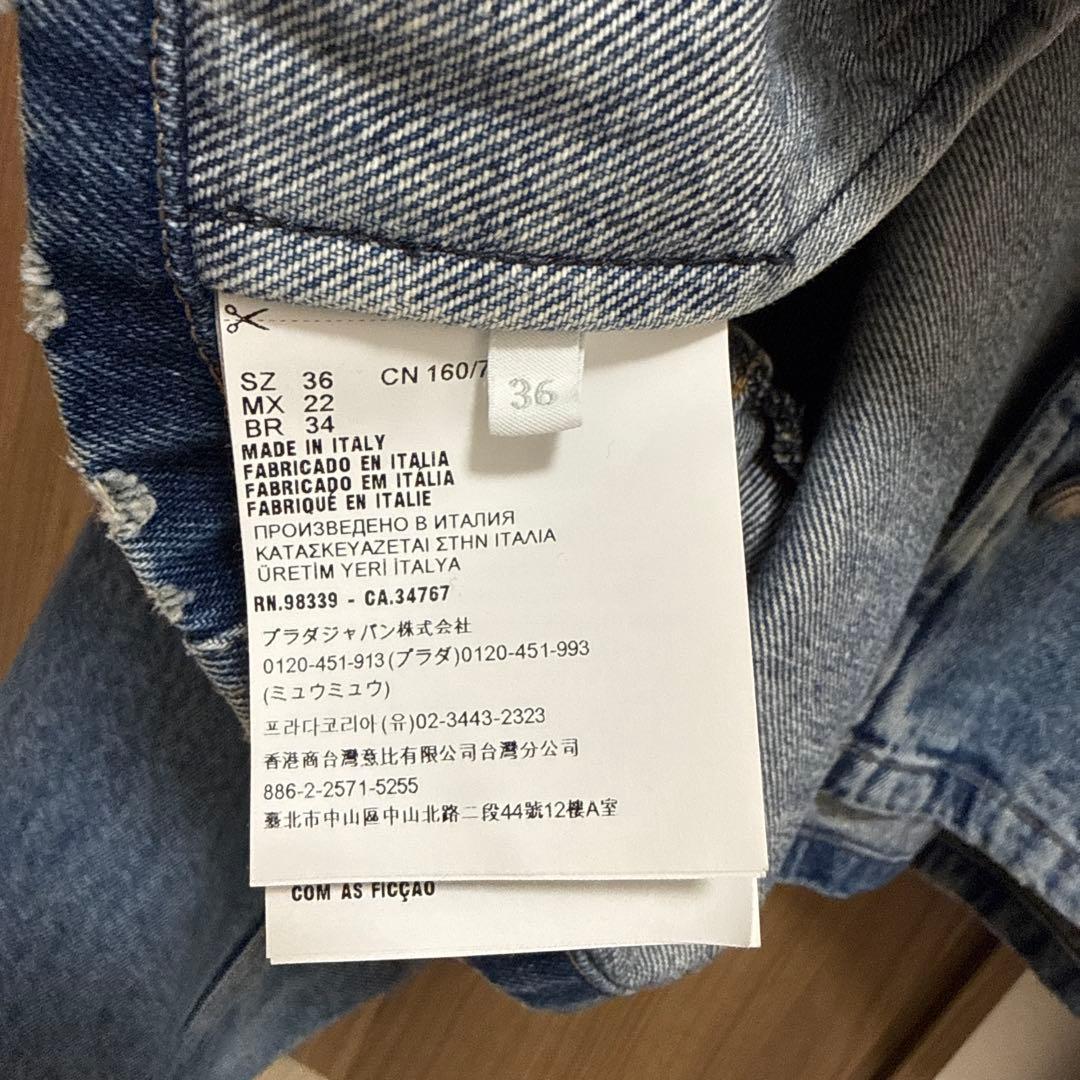 SZ 36 CN 160/7
36
MX 22
BR 34
MADE IN ITALY
FABRICADO EN ITALIA
FABRICADO EM ITÁLIA
FABRIQUÉ EN ITALIE
ПРОИЗВЕДЕНО В ИТАЛИЯ
ΚΑΤΑΣΚΕΥΑΖΕΤΑΙ ΣΤΗΝ ΙΤΑΛΙΑ
ÜRETİM YERİ İTALYA
RN.98339 - CA.34767
プラダジャパン株式会社
0120-451-913(プラダ)0120-451-993
(ミュウミュウ)
프라다코리아(유)02-3443-2323
香港商台灣意比有限公司台灣分公司
886-2-2571-5255
臺北市中山區中山北路二段44號12樓A室
COM AS FICÇÃO